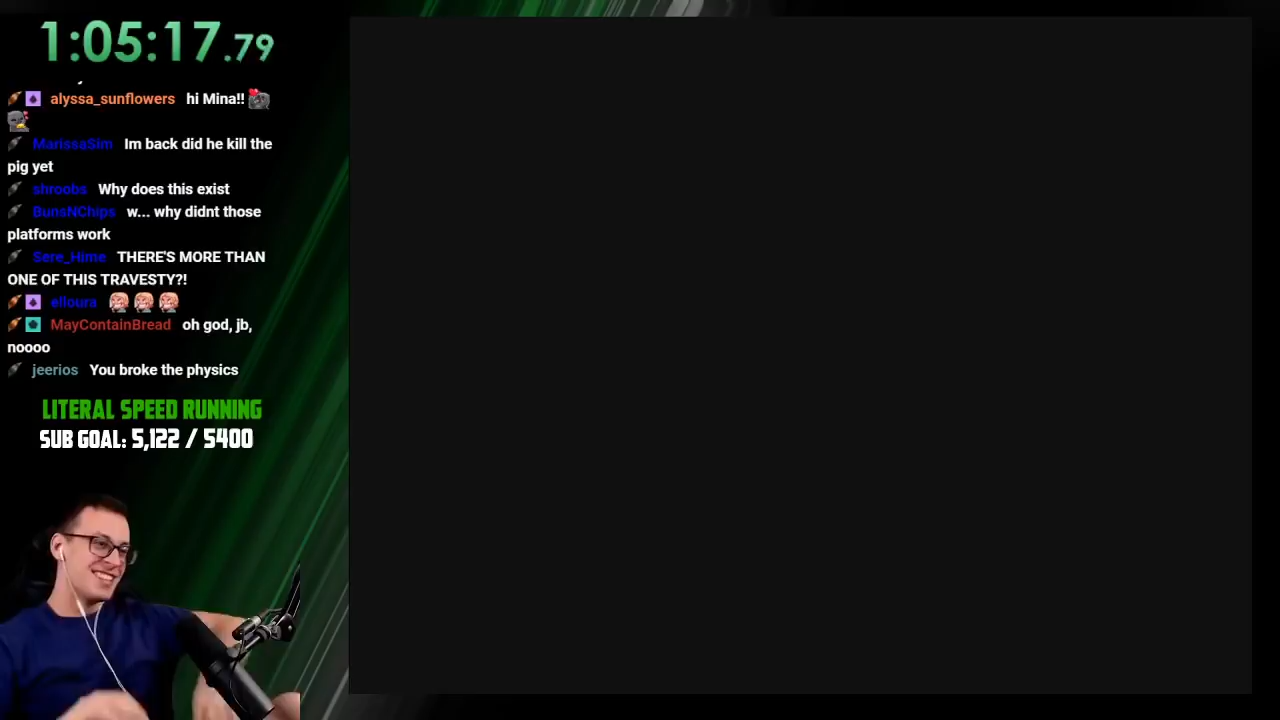 1:05:17.79
alyssa_sunflowers hi Mina!!
MarissaSim Im back did he kill the
pig yet
shroobs Why does this exist
BunsNChips w... why didnt those
platforms work
Sere_Hime THERE'S MORE THAN
ONE OF THIS TRAVESTY?!
elloura
MayContainBread oh god, jb,
noooo
jeerios You broke the physics
LITERAL SPEED RUNNING
SUB GOAL: 5,122 / 5400